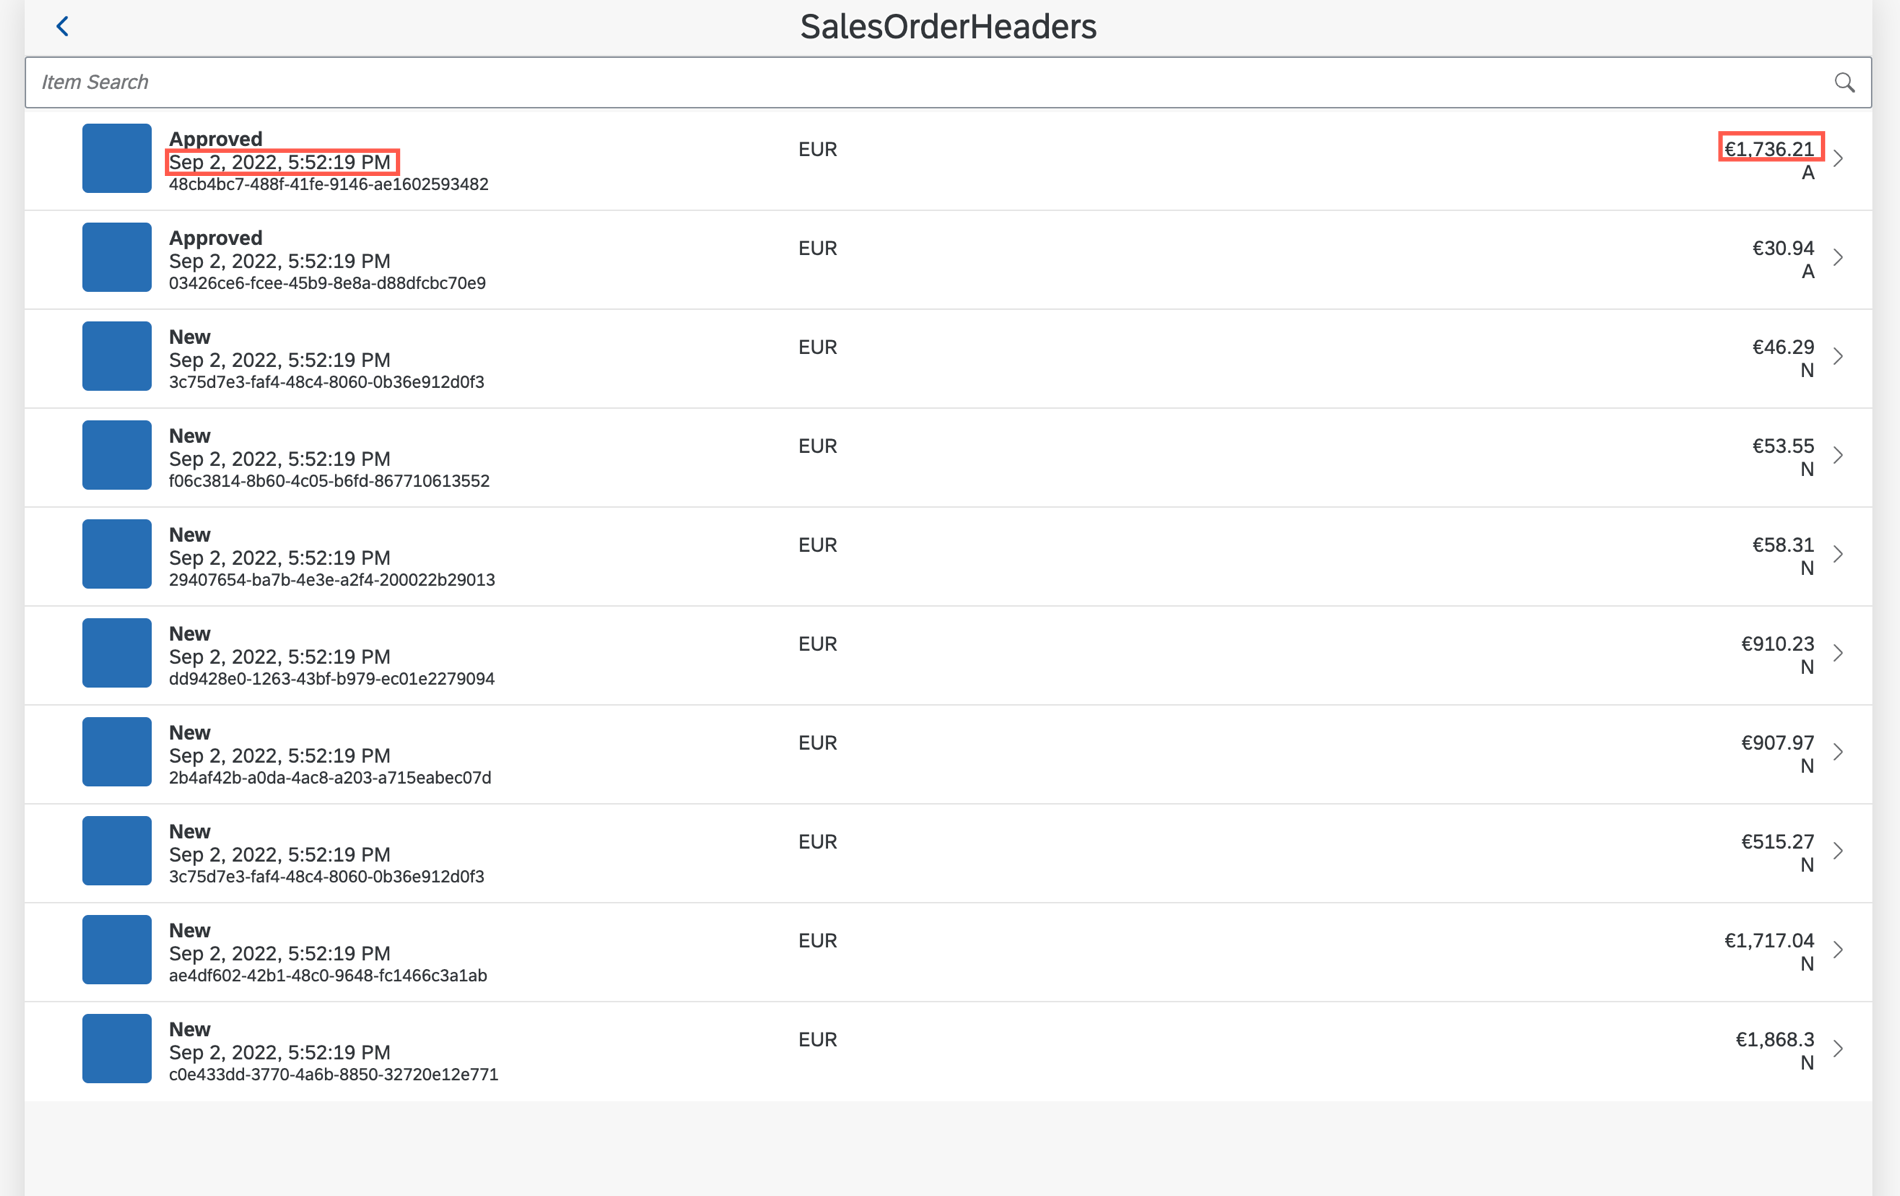 SalesOrderHeaders
Item Search
Approved
Sep 2, 2022, 5:52:19 PM
48cb4bc7-488f-41fe-9146-ae1602593482
EUR
€1,736.21
A
Approved
Sep 2, 2022, 5:52:19 PM
03426ce6-fcee-45b9-8e8a-d88dfcbc70e9
EUR
€30.94
A
New
Sep 2, 2022, 5:52:19 PM
3c75d7e3-faf4-48c4-8060-0b36e912d0f3
EUR
€46.29
N
New
Sep 2, 2022, 5:52:19 PM
f06c3814-8b60-4c05-b6fd-867710613552
EUR
€53.55
N
New
Sep 2, 2022, 5:52:19 PM
29407654-ba7b-4e3e-a2f4-200022b29013
EUR
€58.31
N
New
Sep 2, 2022, 5:52:19 PM
dd9428e0-1263-43bf-b979-ec01e2279094
EUR
€910.23
N
New
Sep 2, 2022, 5:52:19 PM
2b4af42b-a0da-4ac8-a203-a715eabec07d
EUR
€907.97
N
New
Sep 2, 2022, 5:52:19 PM
3c75d7e3-faf4-48c4-8060-0b36e912d0f3
EUR
€515.27
N
New
Sep 2, 2022, 5:52:19 PM
ae4df602-42b1-48c0-9648-fc1466c3a1ab
EUR
€1,717.04
N
New
Sep 2, 2022, 5:52:19 PM
c0e433dd-3770-4a6b-8850-32720e12e771
EUR
€1,868.3
N